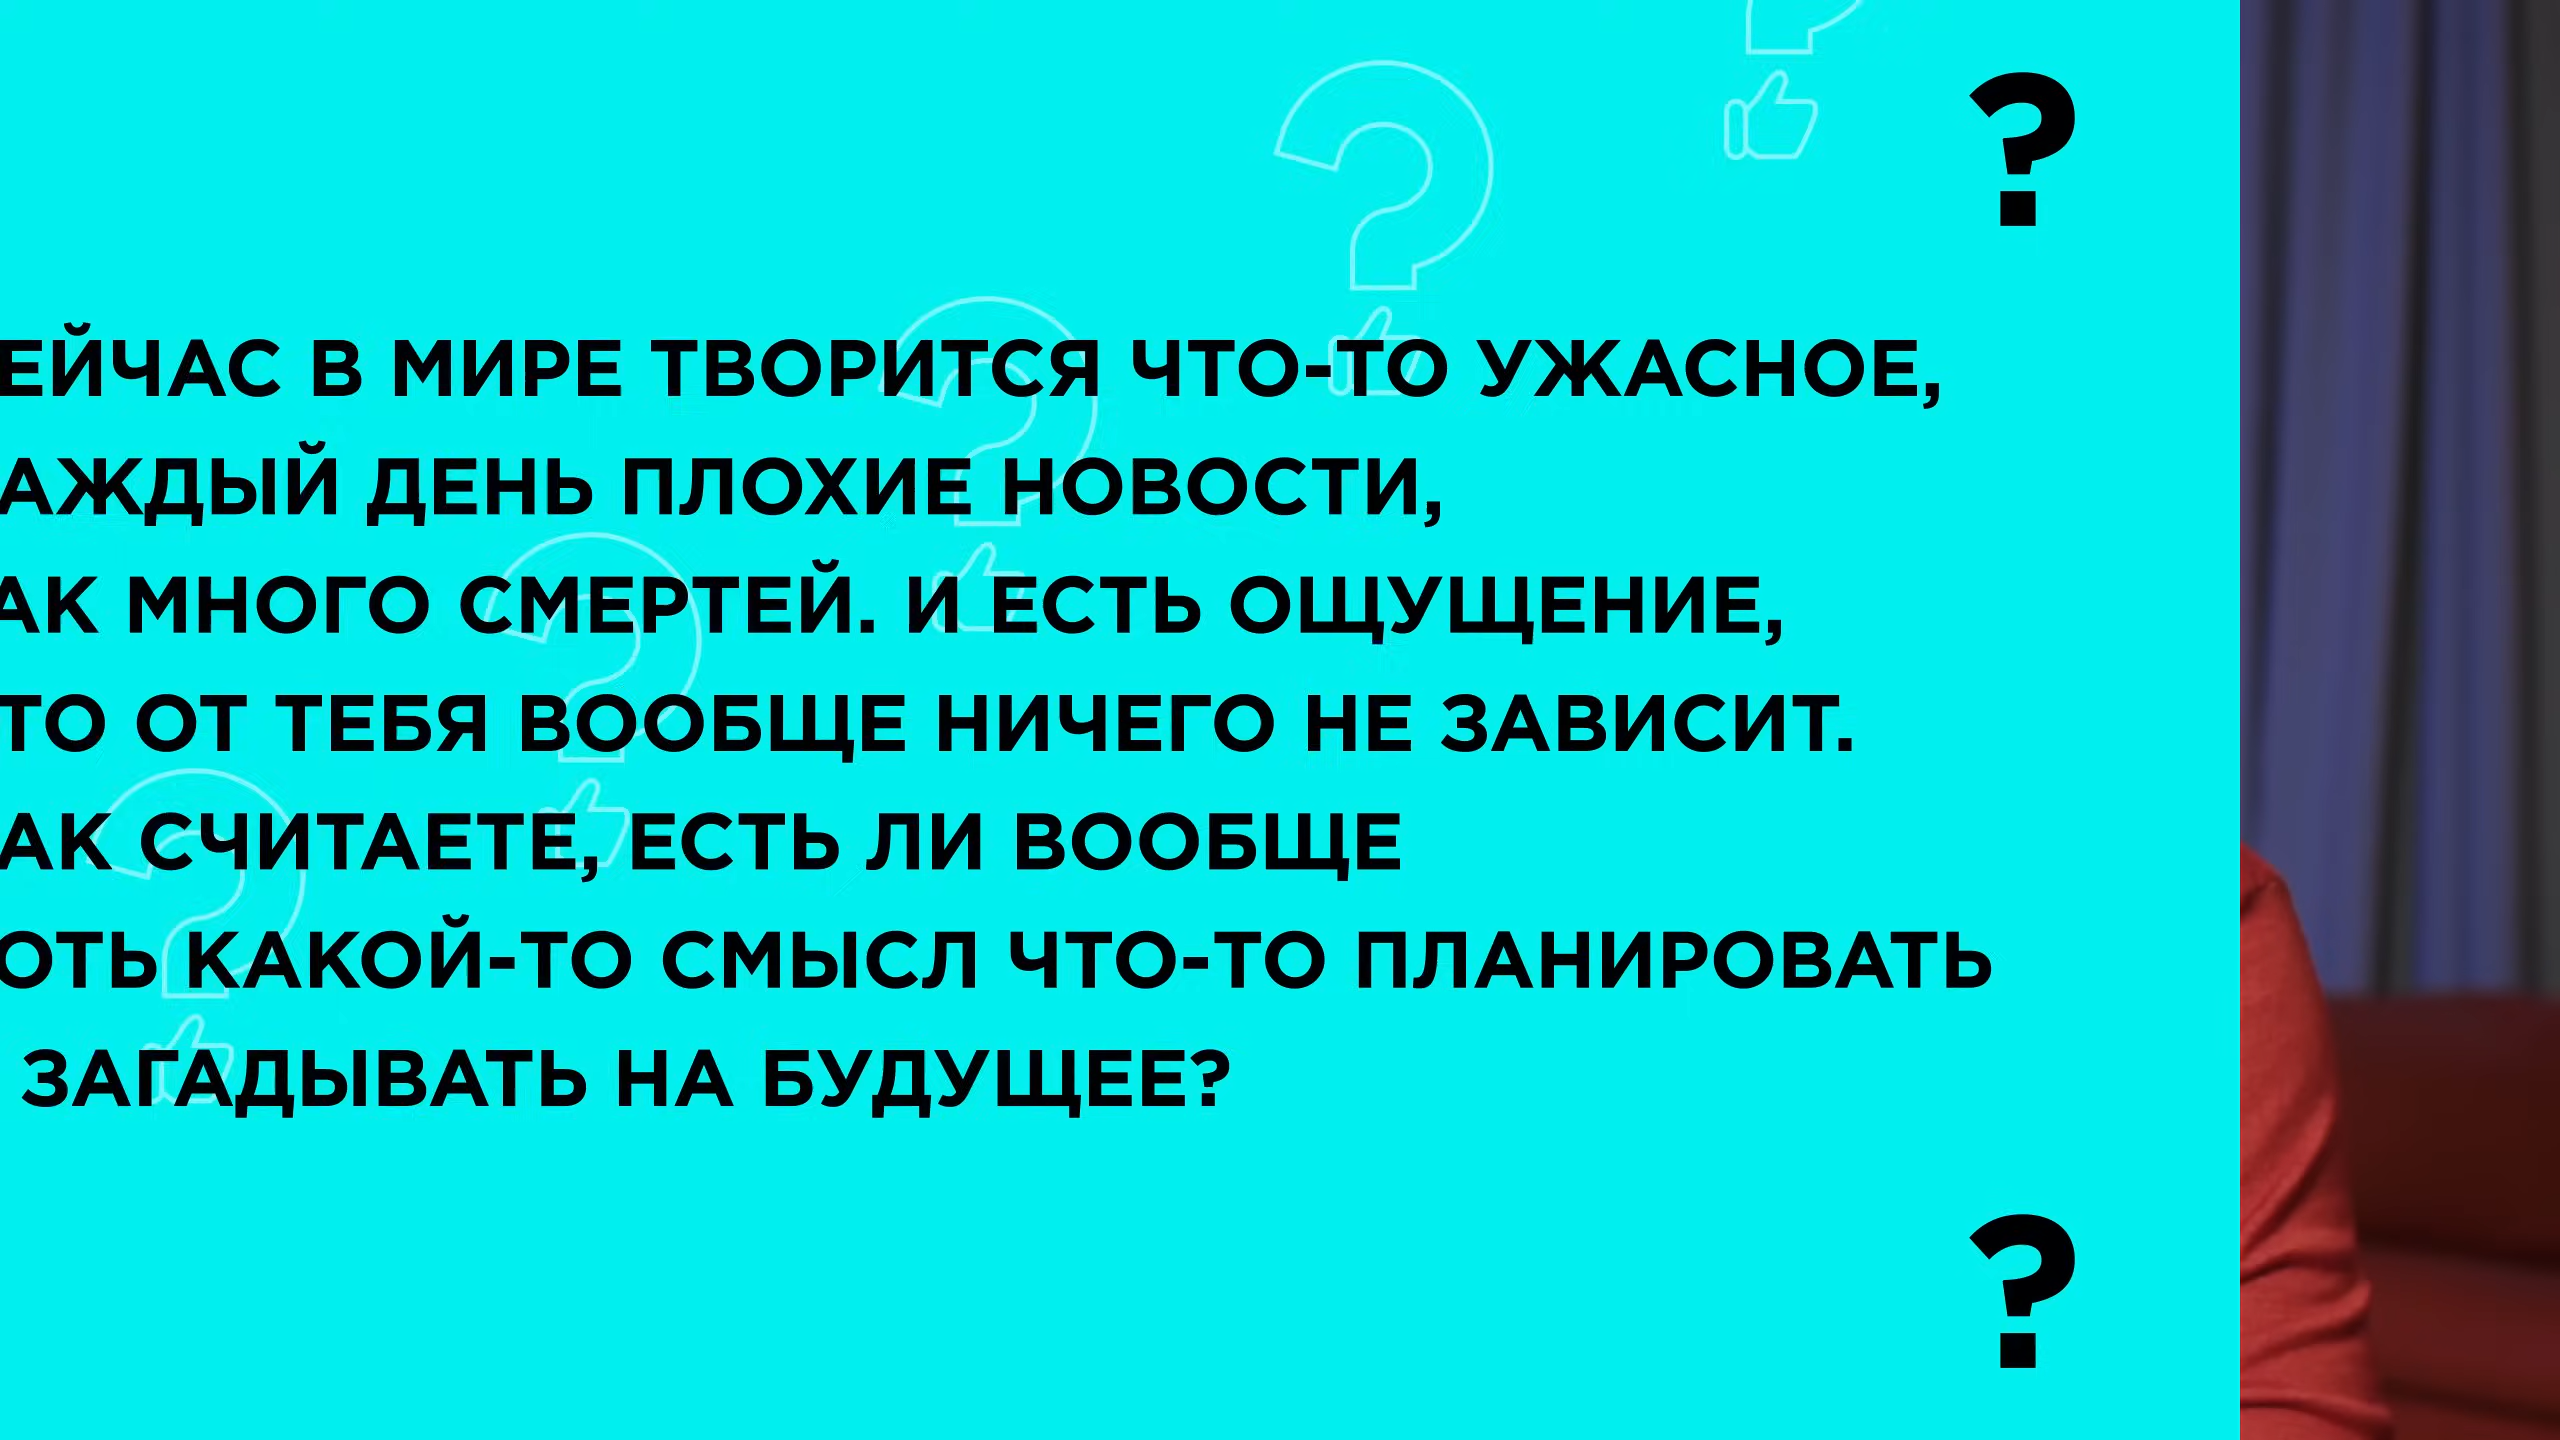 ?
ЕЙЧАС В МИРЕ ТВОРИТСЯ ЧТО-ТО УЖАСНОЕ,
АЖДЫЙ ДЕНЬ ПЛОХИЕ НОВОСТИ,
АК МНОГО СМЕРТЕЙ. И ЕСТЬ ОЩУЩЕНИЕ,
ТО ОТ ТЕБЯ ВООБЩЕ НИЧЕГО НЕ ЗАВИСИТ.
АК СЧИТАЕТЕ, ЕСТЬ ЛИ ВООБЩЕ
ОТЬ КАКОЙ-ТО СМЫСЛ ЧТО-ТО ПЛАНИРОВАТЬ
ЗАГАДЫВАТЬ НА БУДУЩЕЕ?
?